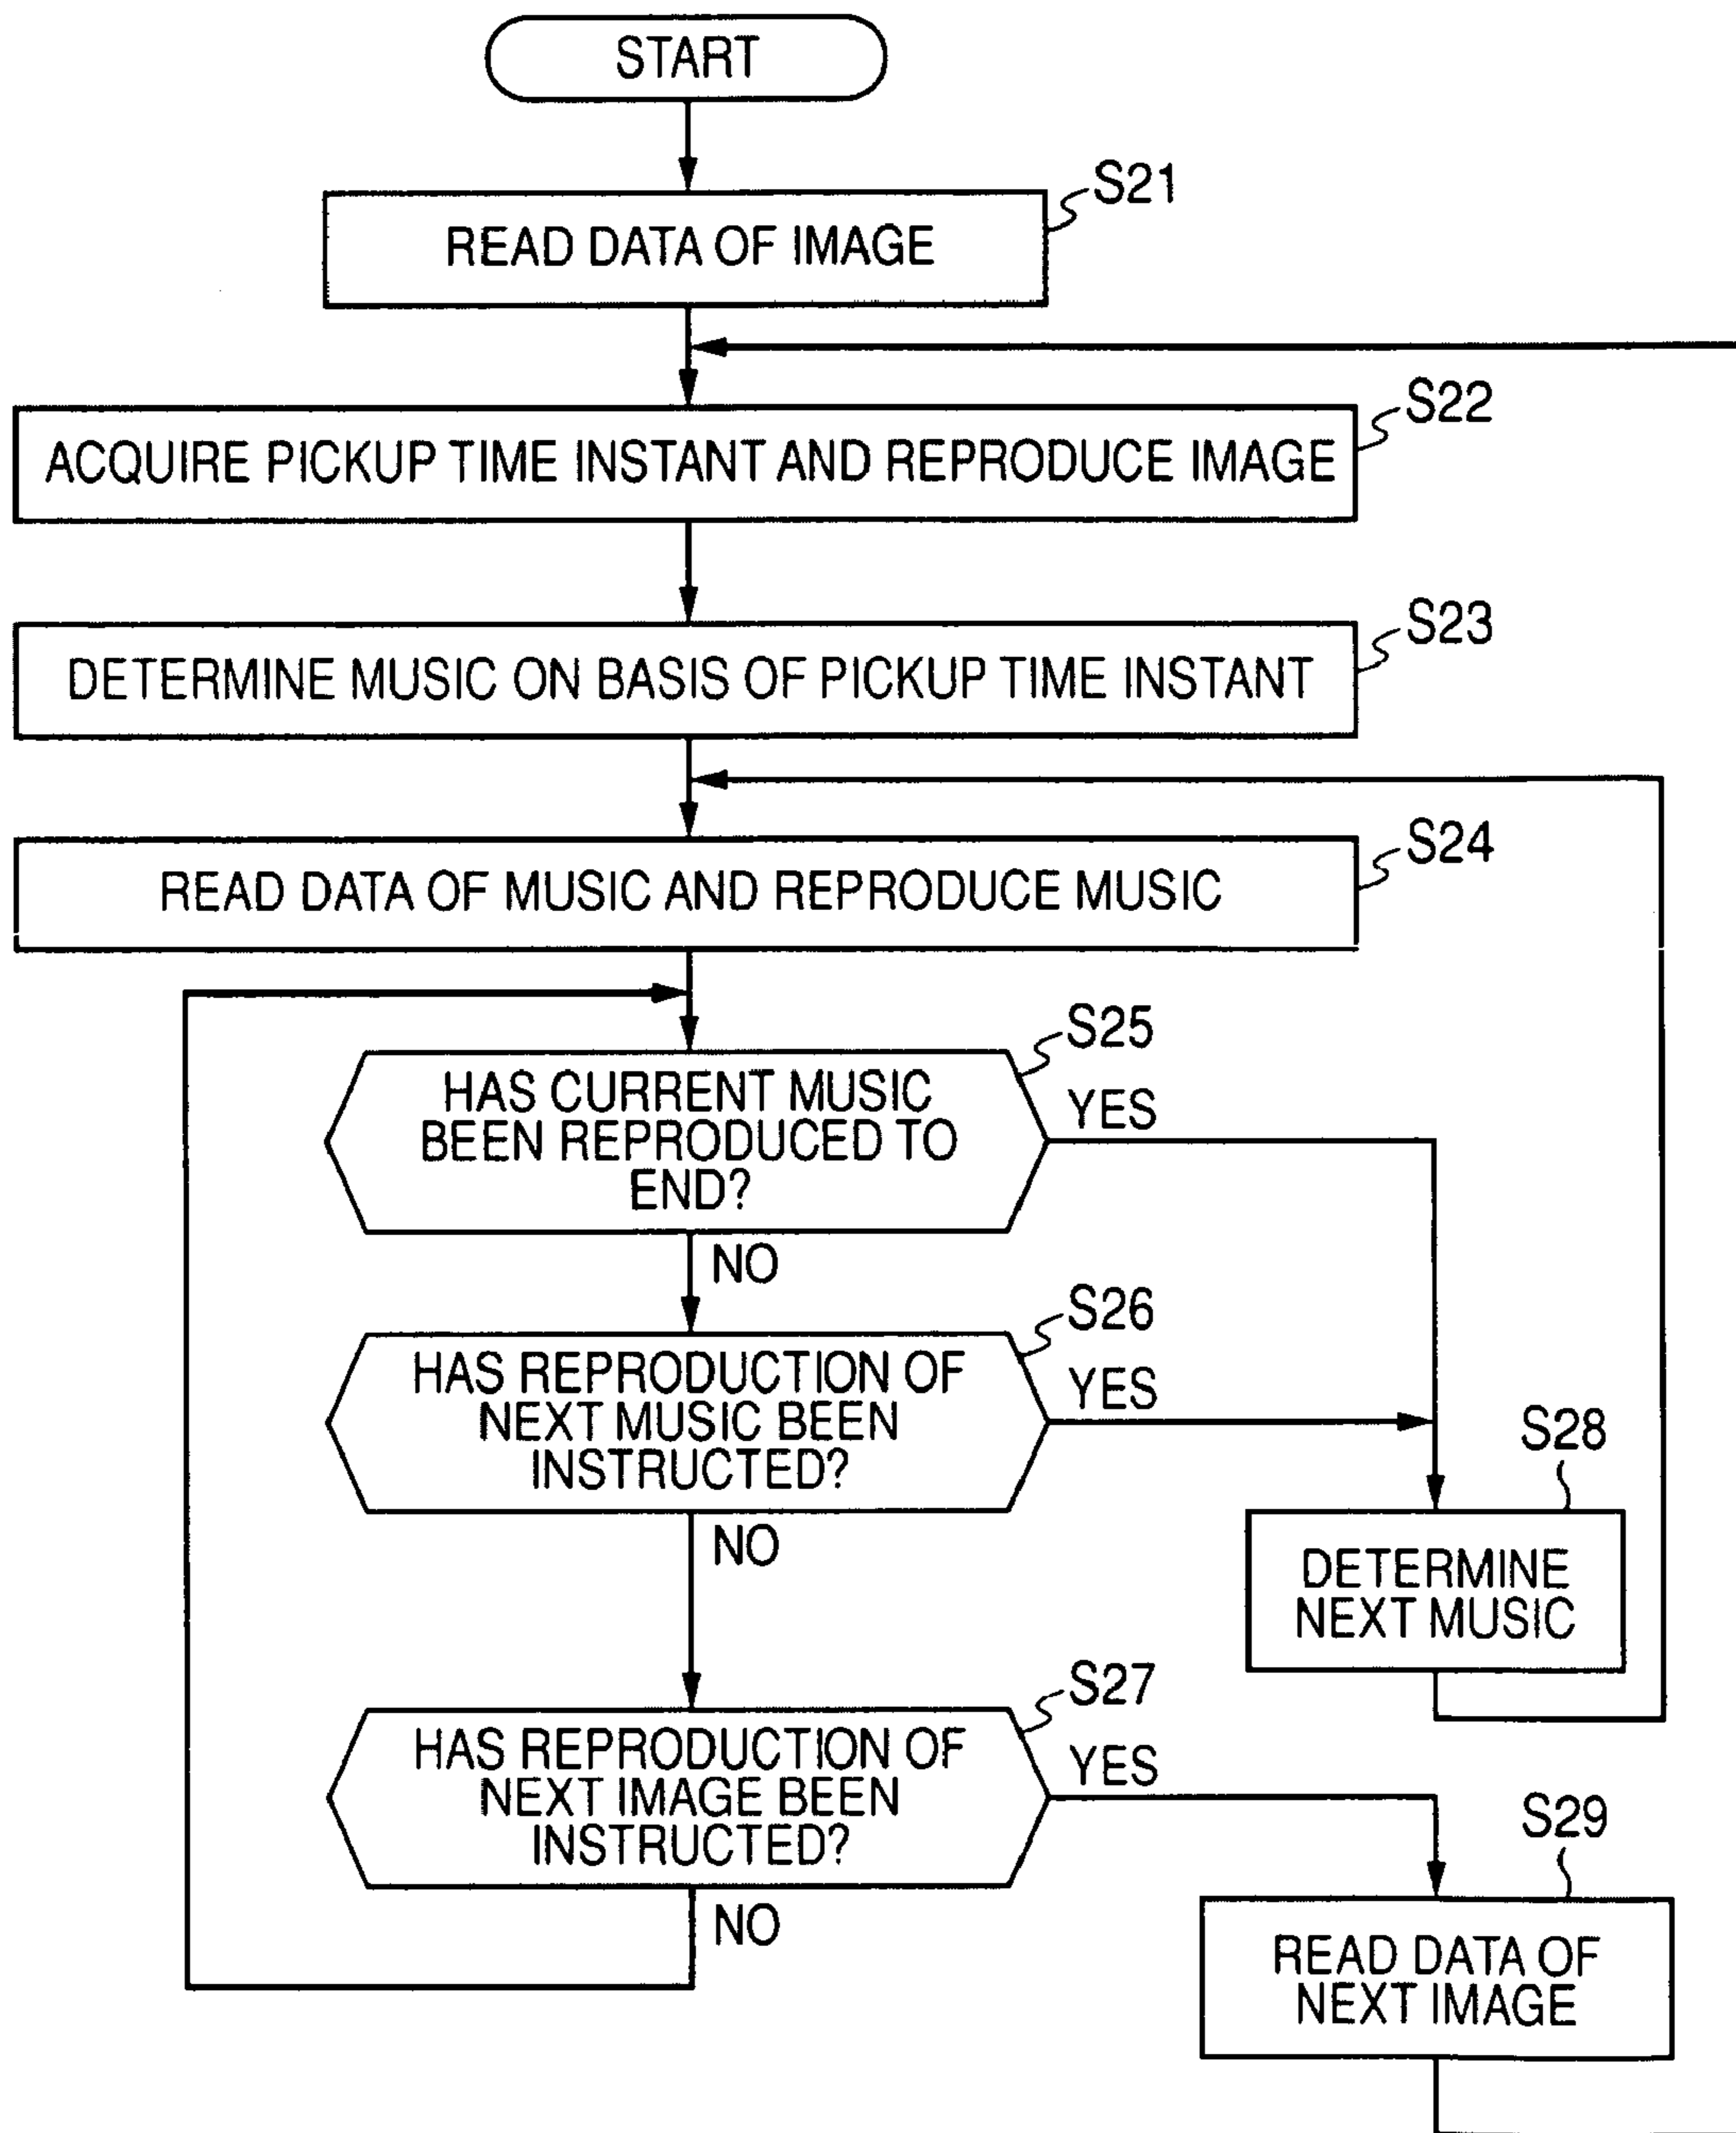 START
S21
READ DATA OF IMAGE
S22
ACQUIRE PICKUP TIME INSTANT AND REPRODUCE IMAGE
S23
DETERMINE MUSIC ON BASIS OF PICKUP TIME INSTANT
S24
READ DATA OF MUSIC AND REPRODUCE MUSIC
S25
HAS CURRENT MUSIC
BEEN REPRODUCED TO
END?
YES
NO
S26
HAS REPRODUCTION OF
NEXT MUSIC BEEN
INSTRUCTED?
YES
NO
S28
DETERMINE
NEXT MUSIC
S27
HAS REPRODUCTION OF
NEXT IMAGE BEEN
INSTRUCTED?
YES
NO
S29
READ DATA OF
NEXT IMAGE